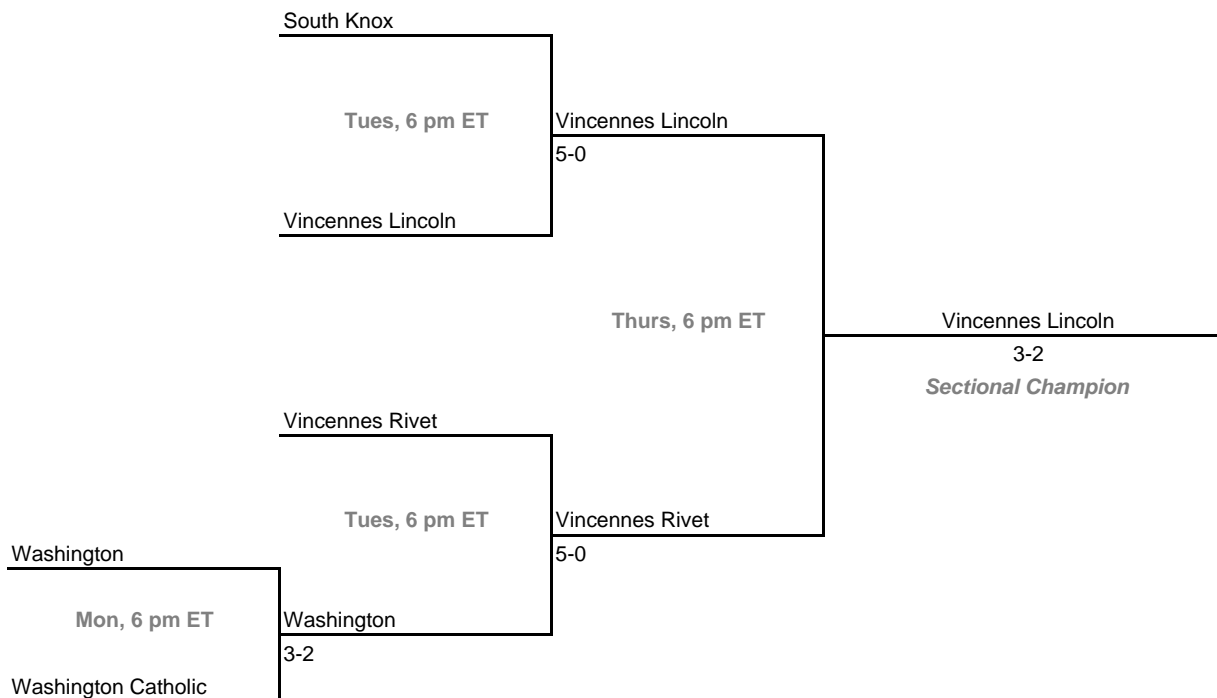 South Knox
Tues, 6 pm ET
Vincennes Lincoln
5-0
Vincennes Lincoln
Thurs, 6 pm ET
Vincennes Lincoln
3-2
Sectional Champion
Vincennes Rivet
Tues, 6 pm ET
Vincennes Rivet
5-0
Washington
Mon, 6 pm ET
Washington
3-2
Washington Catholic